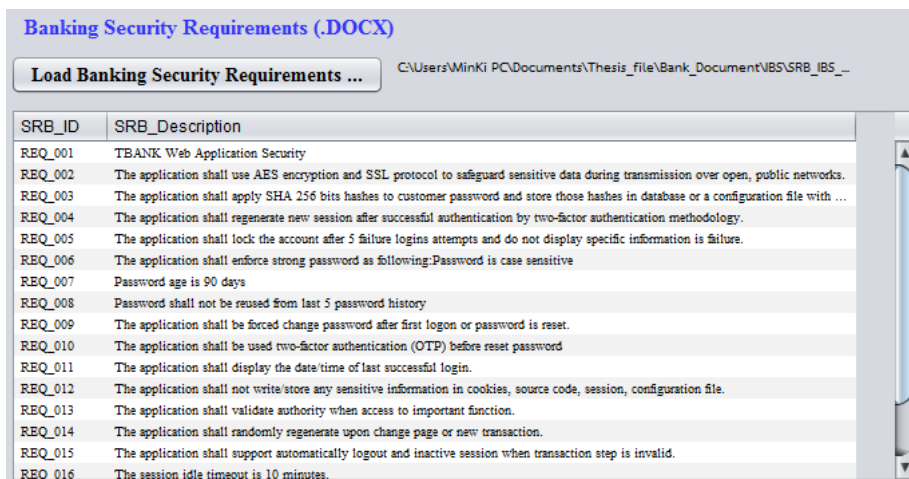 Banking Security Requirements (.DOCX)
Load Banking Security Requirements ... C:\Users\MinKi PC\Documents\Thesis_file\Bank_Document\IBS\SRB_IBS_...
SRB_ID SRB_Description
REQ_001 TBANK Web Application Security
REQ_002 The application shall use AES encryption and SSL protocol to safeguard sensitive data during transmission over open, public networks.
REQ_003 The application shall apply SHA 256 bits hashes to customer password and store those hashes in database or a configuration file with ...
REQ_004 The application shall regenerate new session after successful authentication by two-factor authentication methodology.
REQ_005 The application shall lock the account after 5 failure logins attempts and do not display specific information is failure.
REQ_006 The application shall enforce strong password as following:Password is case sensitive
REQ_007 Password age is 90 days
REQ_008 Password shall not be reused from last 5 password history
REQ_009 The application shall be forced change password after first logon or password is reset.
REQ_010 The application shall be used two-factor authentication (OTP) before reset password
REQ_011 The application shall display the date/time of last successful login.
REQ_012 The application shall not write/store any sensitive information in cookies, source code, session, configuration file.
REQ_013 The application shall validate authority when access to important function.
REQ_014 The application shall randomly regenerate upon change page or new transaction.
REQ_015 The application shall support automatically logout and inactive session when transaction step is invalid.
REQ_016 The session idle timeout is 10 minutes.